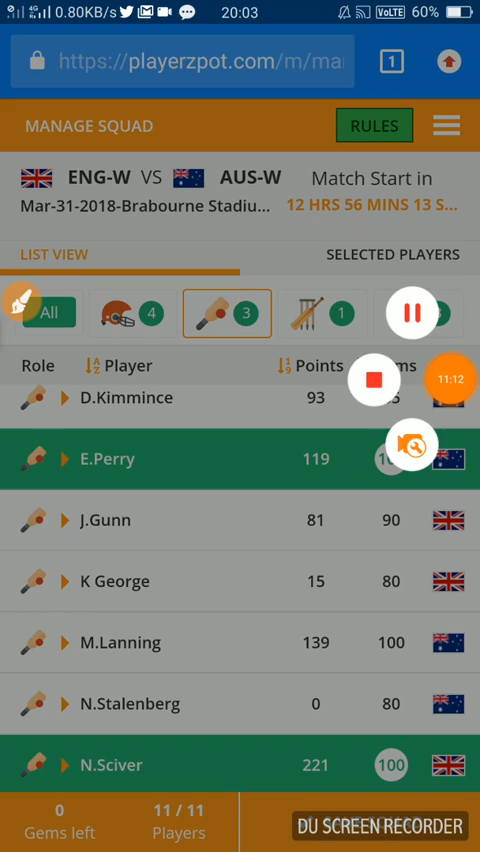 0.80KB/s 20:03 VoLTE 60%
https://playerzpot.com/m/ma
1
MANAGE SQUAD RULES
ENG-W VS AUS-W Match Start in
Mar-31-2018-Brabourne Stadiu... 12 HRS 56 MINS 13 S...
LIST VIEW SELECTED PLAYERS
All 4 3 1
Role Player Points
11:12
D.Kimmince 93
E.Perry 119
J.Gunn 81 90
K George 15 80
M.Lanning 139 100
N.Stalenberg 0 80
N.Sciver 221 100
0 11 / 11
Gems left Players
DU SCREEN RECORDER